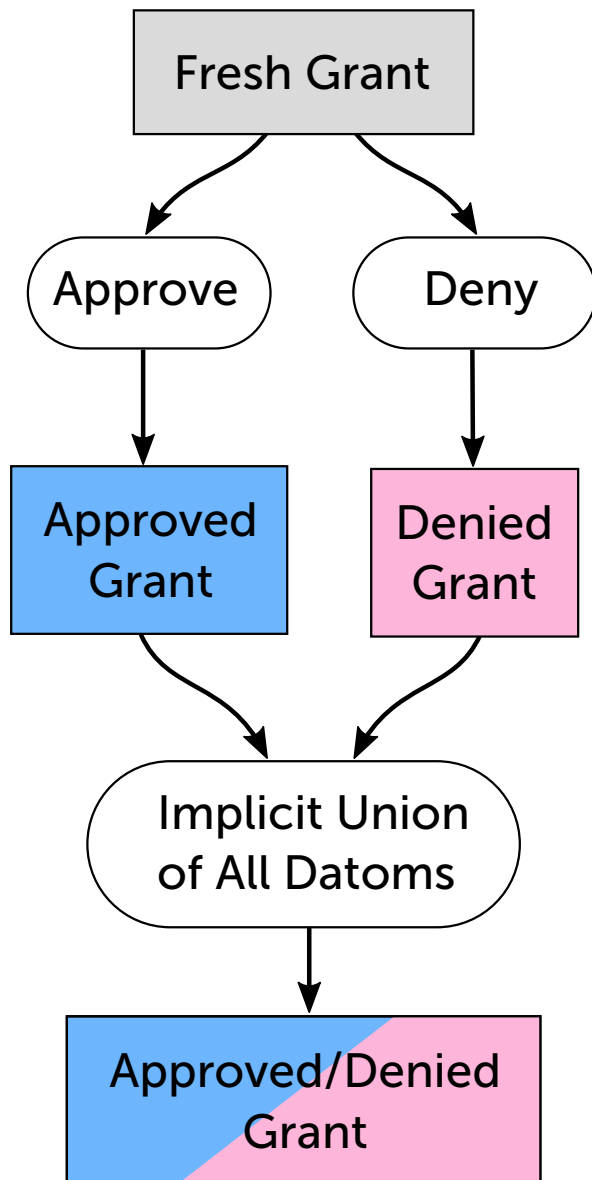 Fresh Grant
Approve
Deny
Approved
Grant
Denied
Grant
Implicit Union
of All Datoms
Approved/Denied
Grant